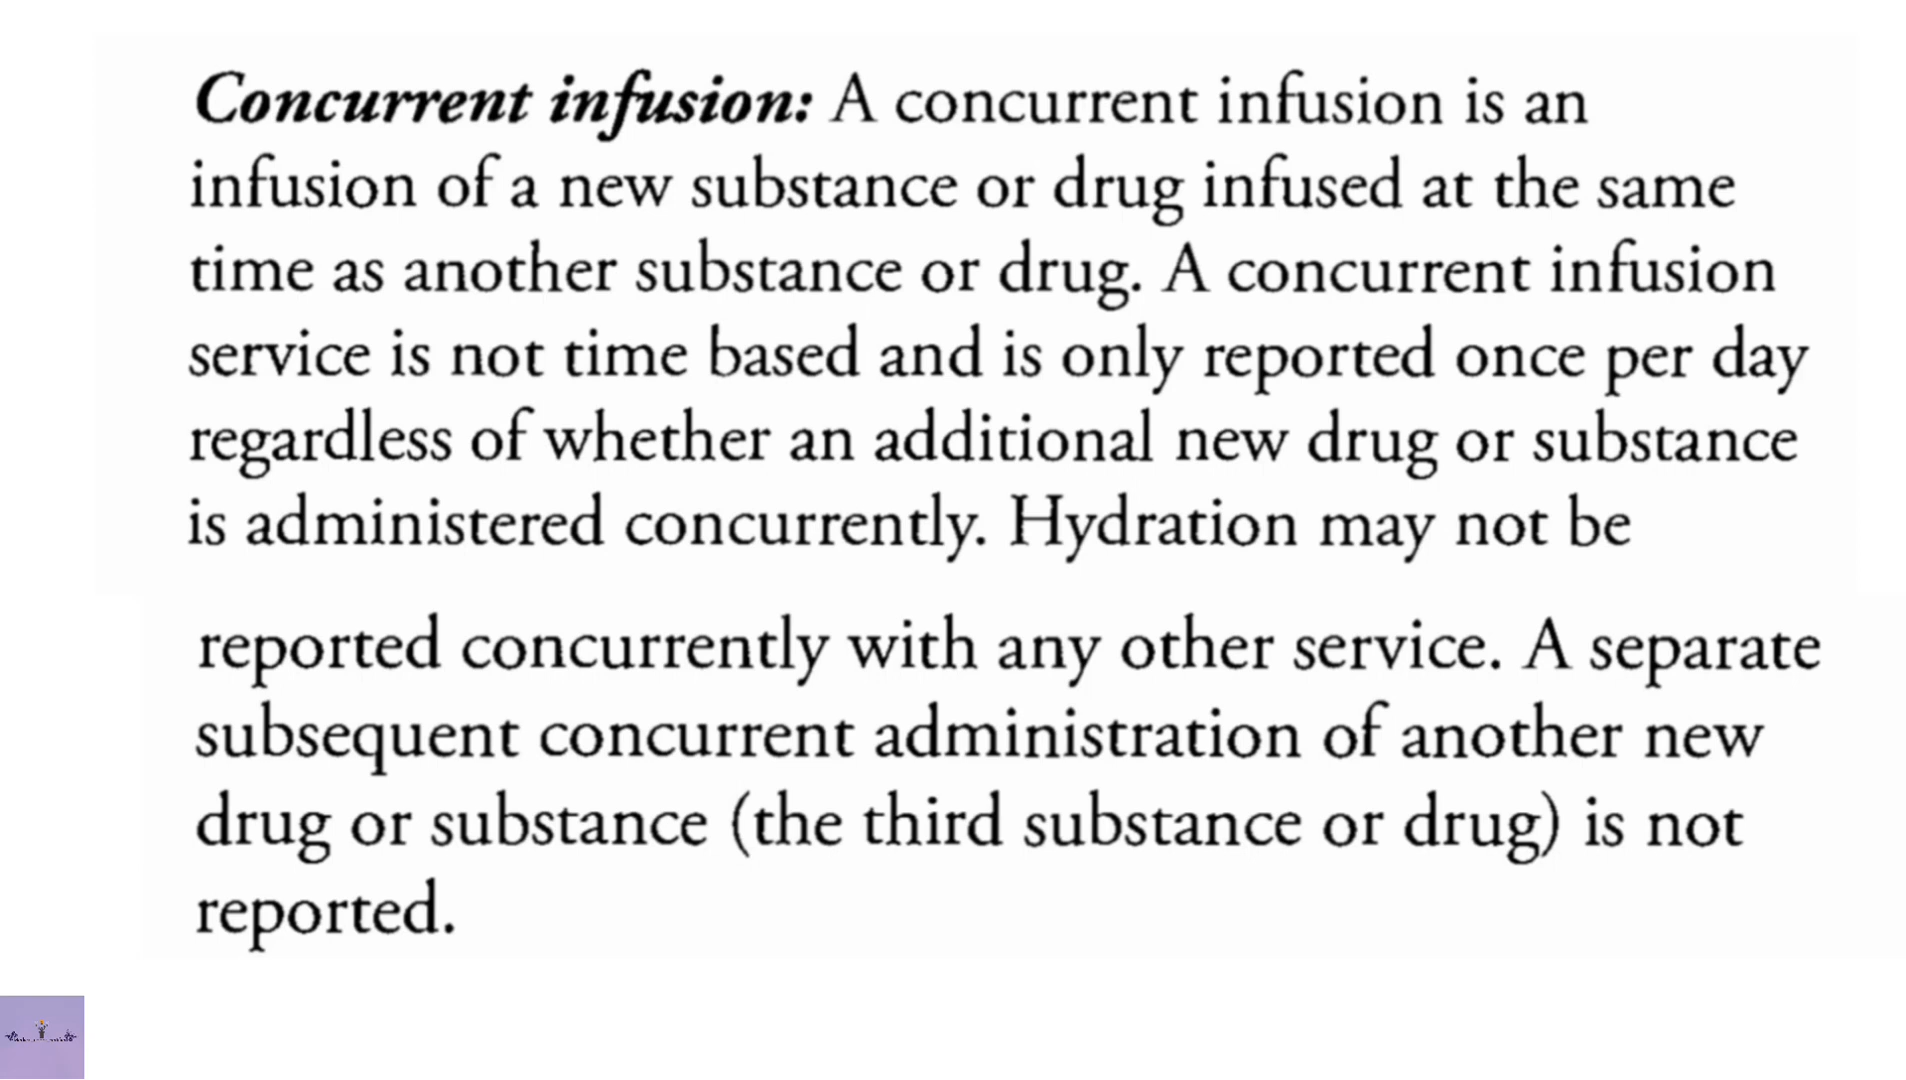 Concurrent infusion: A concurrent infusion is an
infusion of a new substance or drug infused at the same
time as another substance or drug. A concurrent infusion
service is not time based and is only reported once per day
regardless of whether an additional new drug or substance
is administered concurrently. Hydration may not be
reported concurrently with any other service. A separate
subsequent concurrent administration of another new
drug or substance (the third substance or drug) is not
reported.